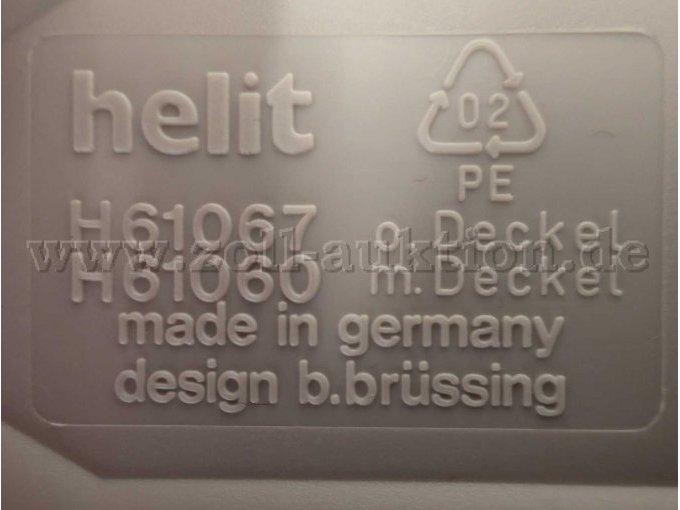 helit
02
PE
H61067 o.Deckel
www.zoll-auktion.de
H61060 m.Deckel
made in germany
design b.brüssing